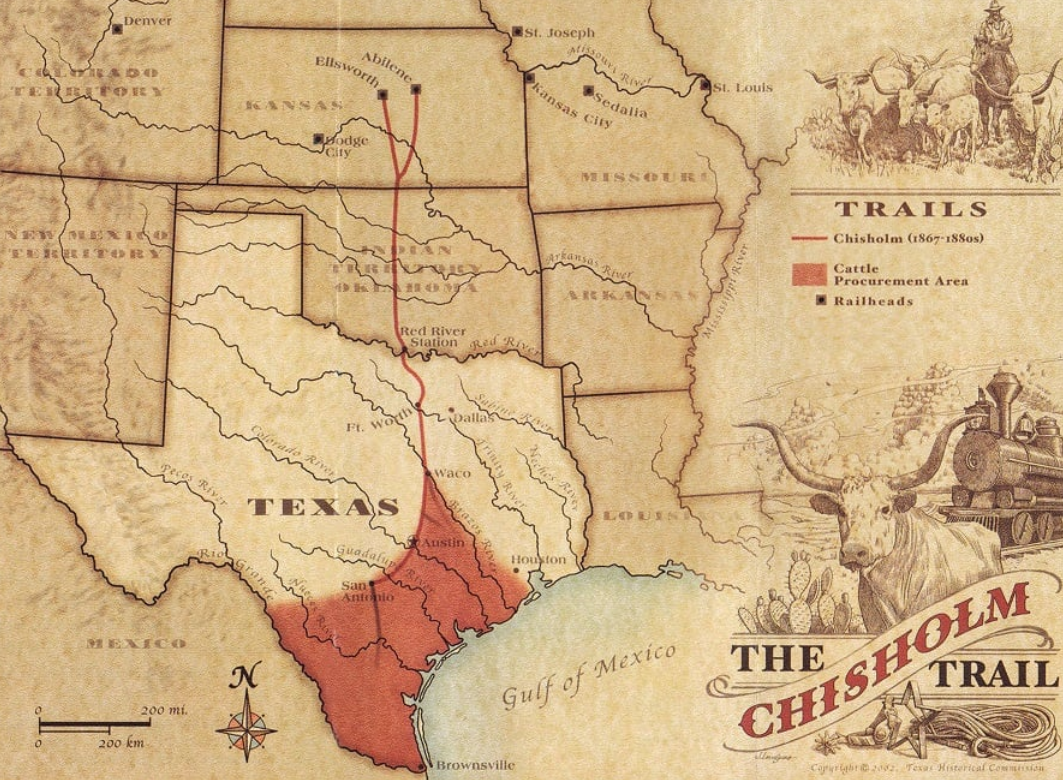 Denver
COLORADO
TERRITORY
Ellsworth
Abilene
KANSAS
Dodge
City
St. Joseph
Missouri River
Kansas City
Sedalia
St. Louis
MISSOURI
NEW MEXICO
TERRITORY
INDIAN
TERRITORY
OKLAHOMA
Arkansas River
ARKANSAS
Mississippi River
Red River
Station
Red River
Ft. Worth
Dallas
Sabine River
Trinity River
Neches River
Colorado River
Pecos River
Waco
TEXAS
Brazos River
Austin
Guadalupe River
Houston
San
Antonio
Nueces River
Rio Grande
MEXICO
LOUISI
Gulf of Mexico
Brownsville
N
0 200 mi.
0 200 km
TRAILS
Chisholm (1867-1880s)
Cattle
Procurement Area
Railheads
THE
CHISHOLM
TRAIL
Copyright © 2002, Texas Historical Commission